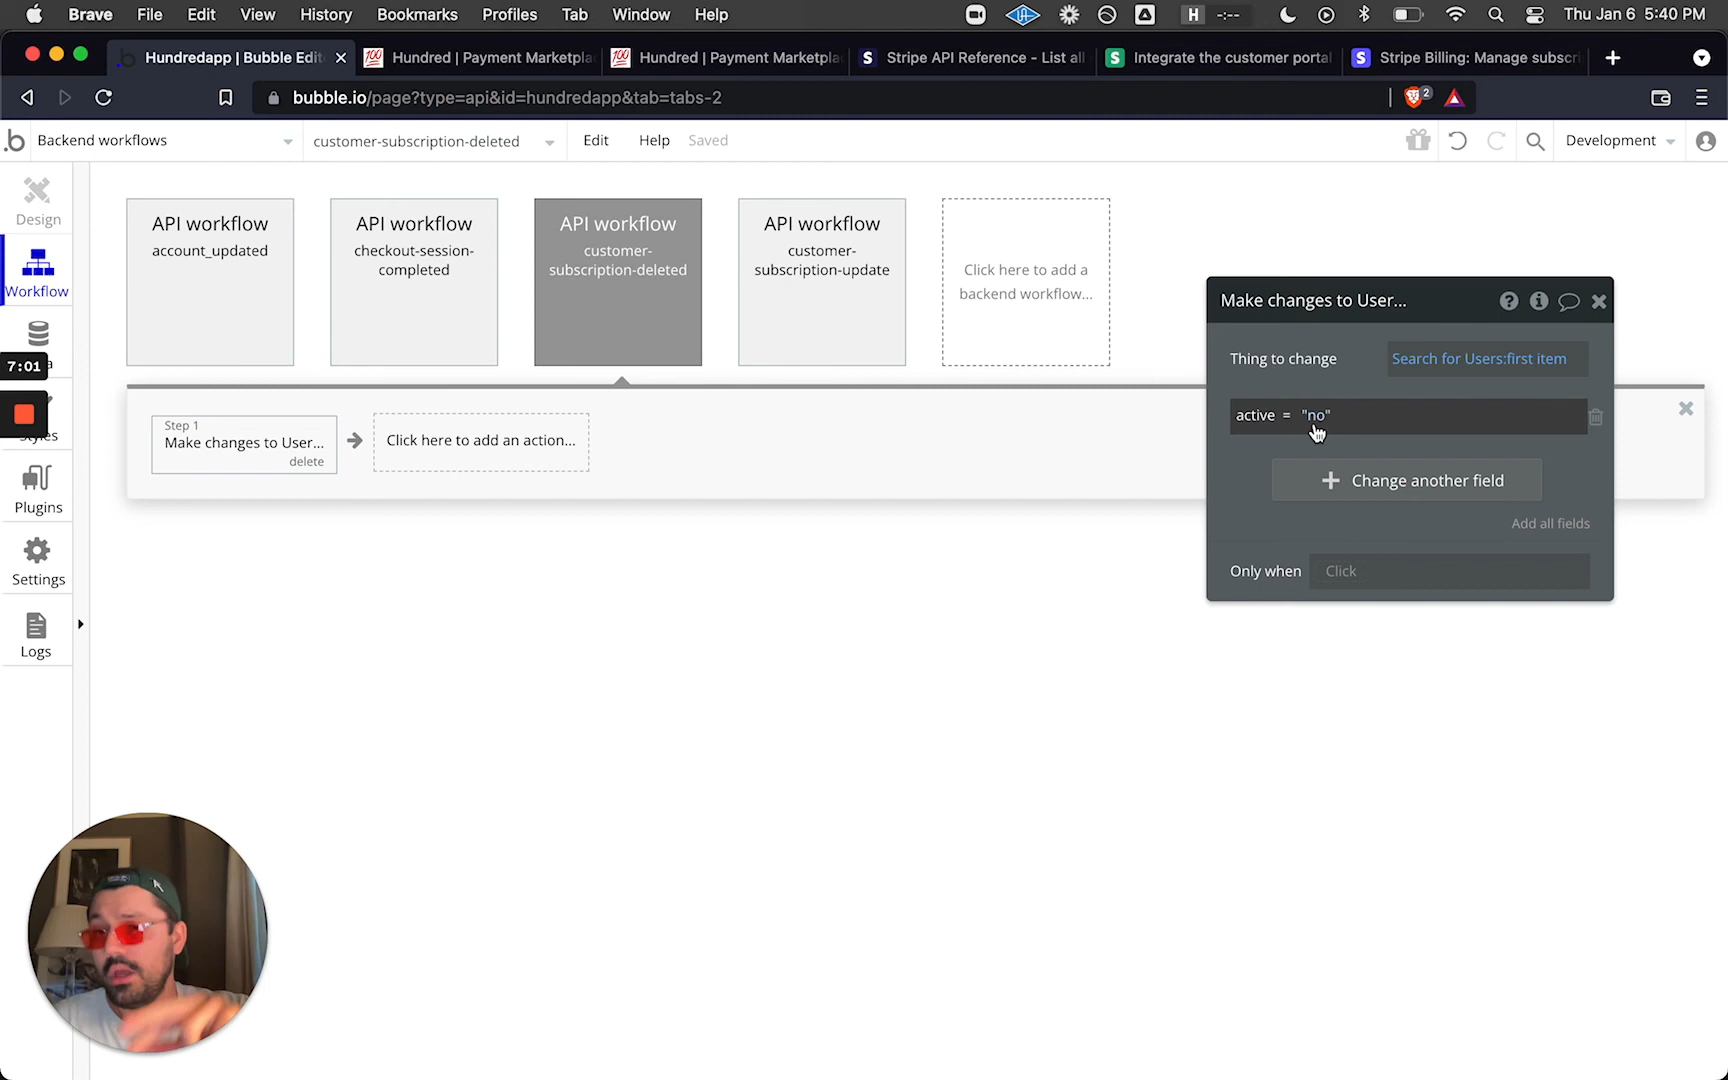 Brave File Edit View History Bookmarks Profiles Tab Window Help H -:-- Thu Jan 6 5:40 PM
Hundredapp | Bubble Edit Hundred | Payment Marketpla Hundred | Payment Marketpla Stripe API Reference - List all Integrate the customer portal Stripe Billing: Manage subscri
bubble.io/page?type=api&id=hundredapp&tab=tabs-2 2
Backend workflows customer-subscription-deleted Edit Help Saved Development
Design
Workflow
7:01
Plugins
Settings
Logs
API workflow
account_updated
API workflow
checkout-session-
completed
API workflow
customer-
subscription-deleted
API workflow
customer-
subscription-update
Click here to add a
backend workflow...
Step 1
Make changes to User...
delete
Click here to add an action...
Make changes to User...
Thing to change Search for Users:first item
active = "no"
Change another field
Add all fields
Only when Click